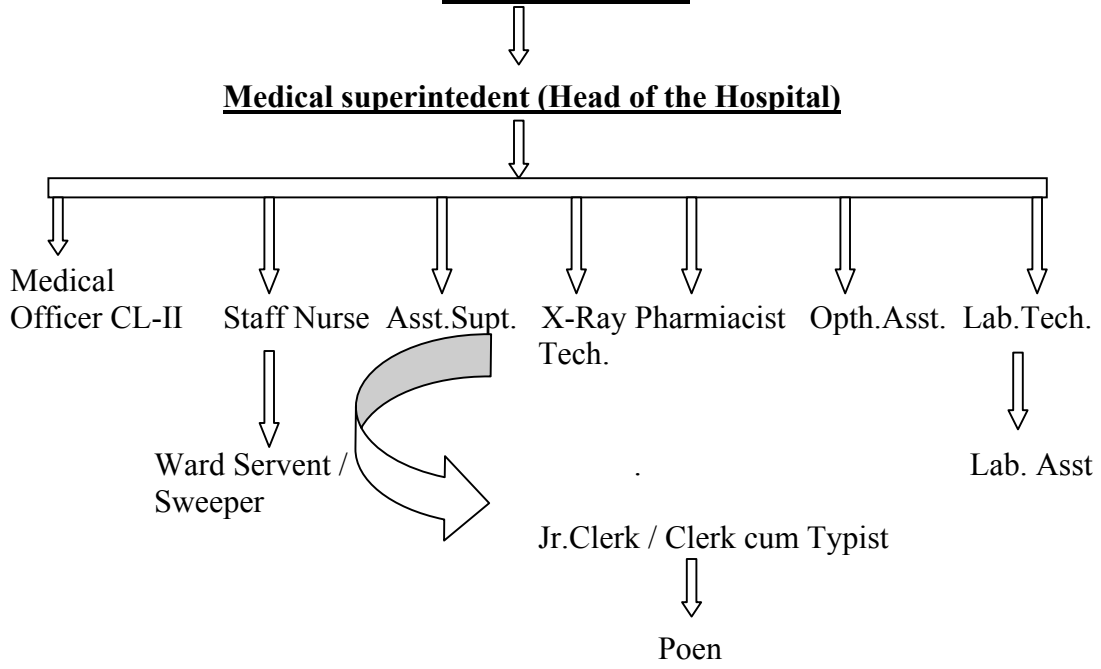 Medical superintedent (Head of the Hospital)
Medical
Officer CL-II Staff Nurse Asst.Supt. X-Ray Pharmiacist Opth.Asst. Lab.Tech.
Tech.
Ward Servent / . Lab. Asst
Sweeper
Jr.Clerk / Clerk cum Typist
Poen